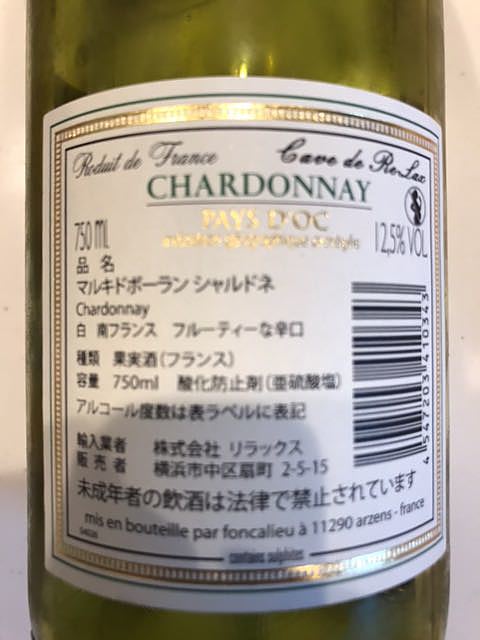 Produit de France
Cave de Re-Lax
CHARDONNAY
PAYS D'OC
750 mL
indication géographique protégée
12,5% VOL
品 名
マルキドボーラン シャルドネ
Chardonnay
白 南フランス フルーティーな辛口
種類 果実酒(フランス)
容量 750ml 酸化防止剤(亜硫酸塩)
アルコール度数は表ラベルに表記
輸入業者 株式会社 リラックス
販売者 横浜市中区扇町 2-5-15
4547203410343
未成年者の飲酒は法律で禁止されています
mis en bouteille par foncalieu à 11290 arzens - france
contains sulphites